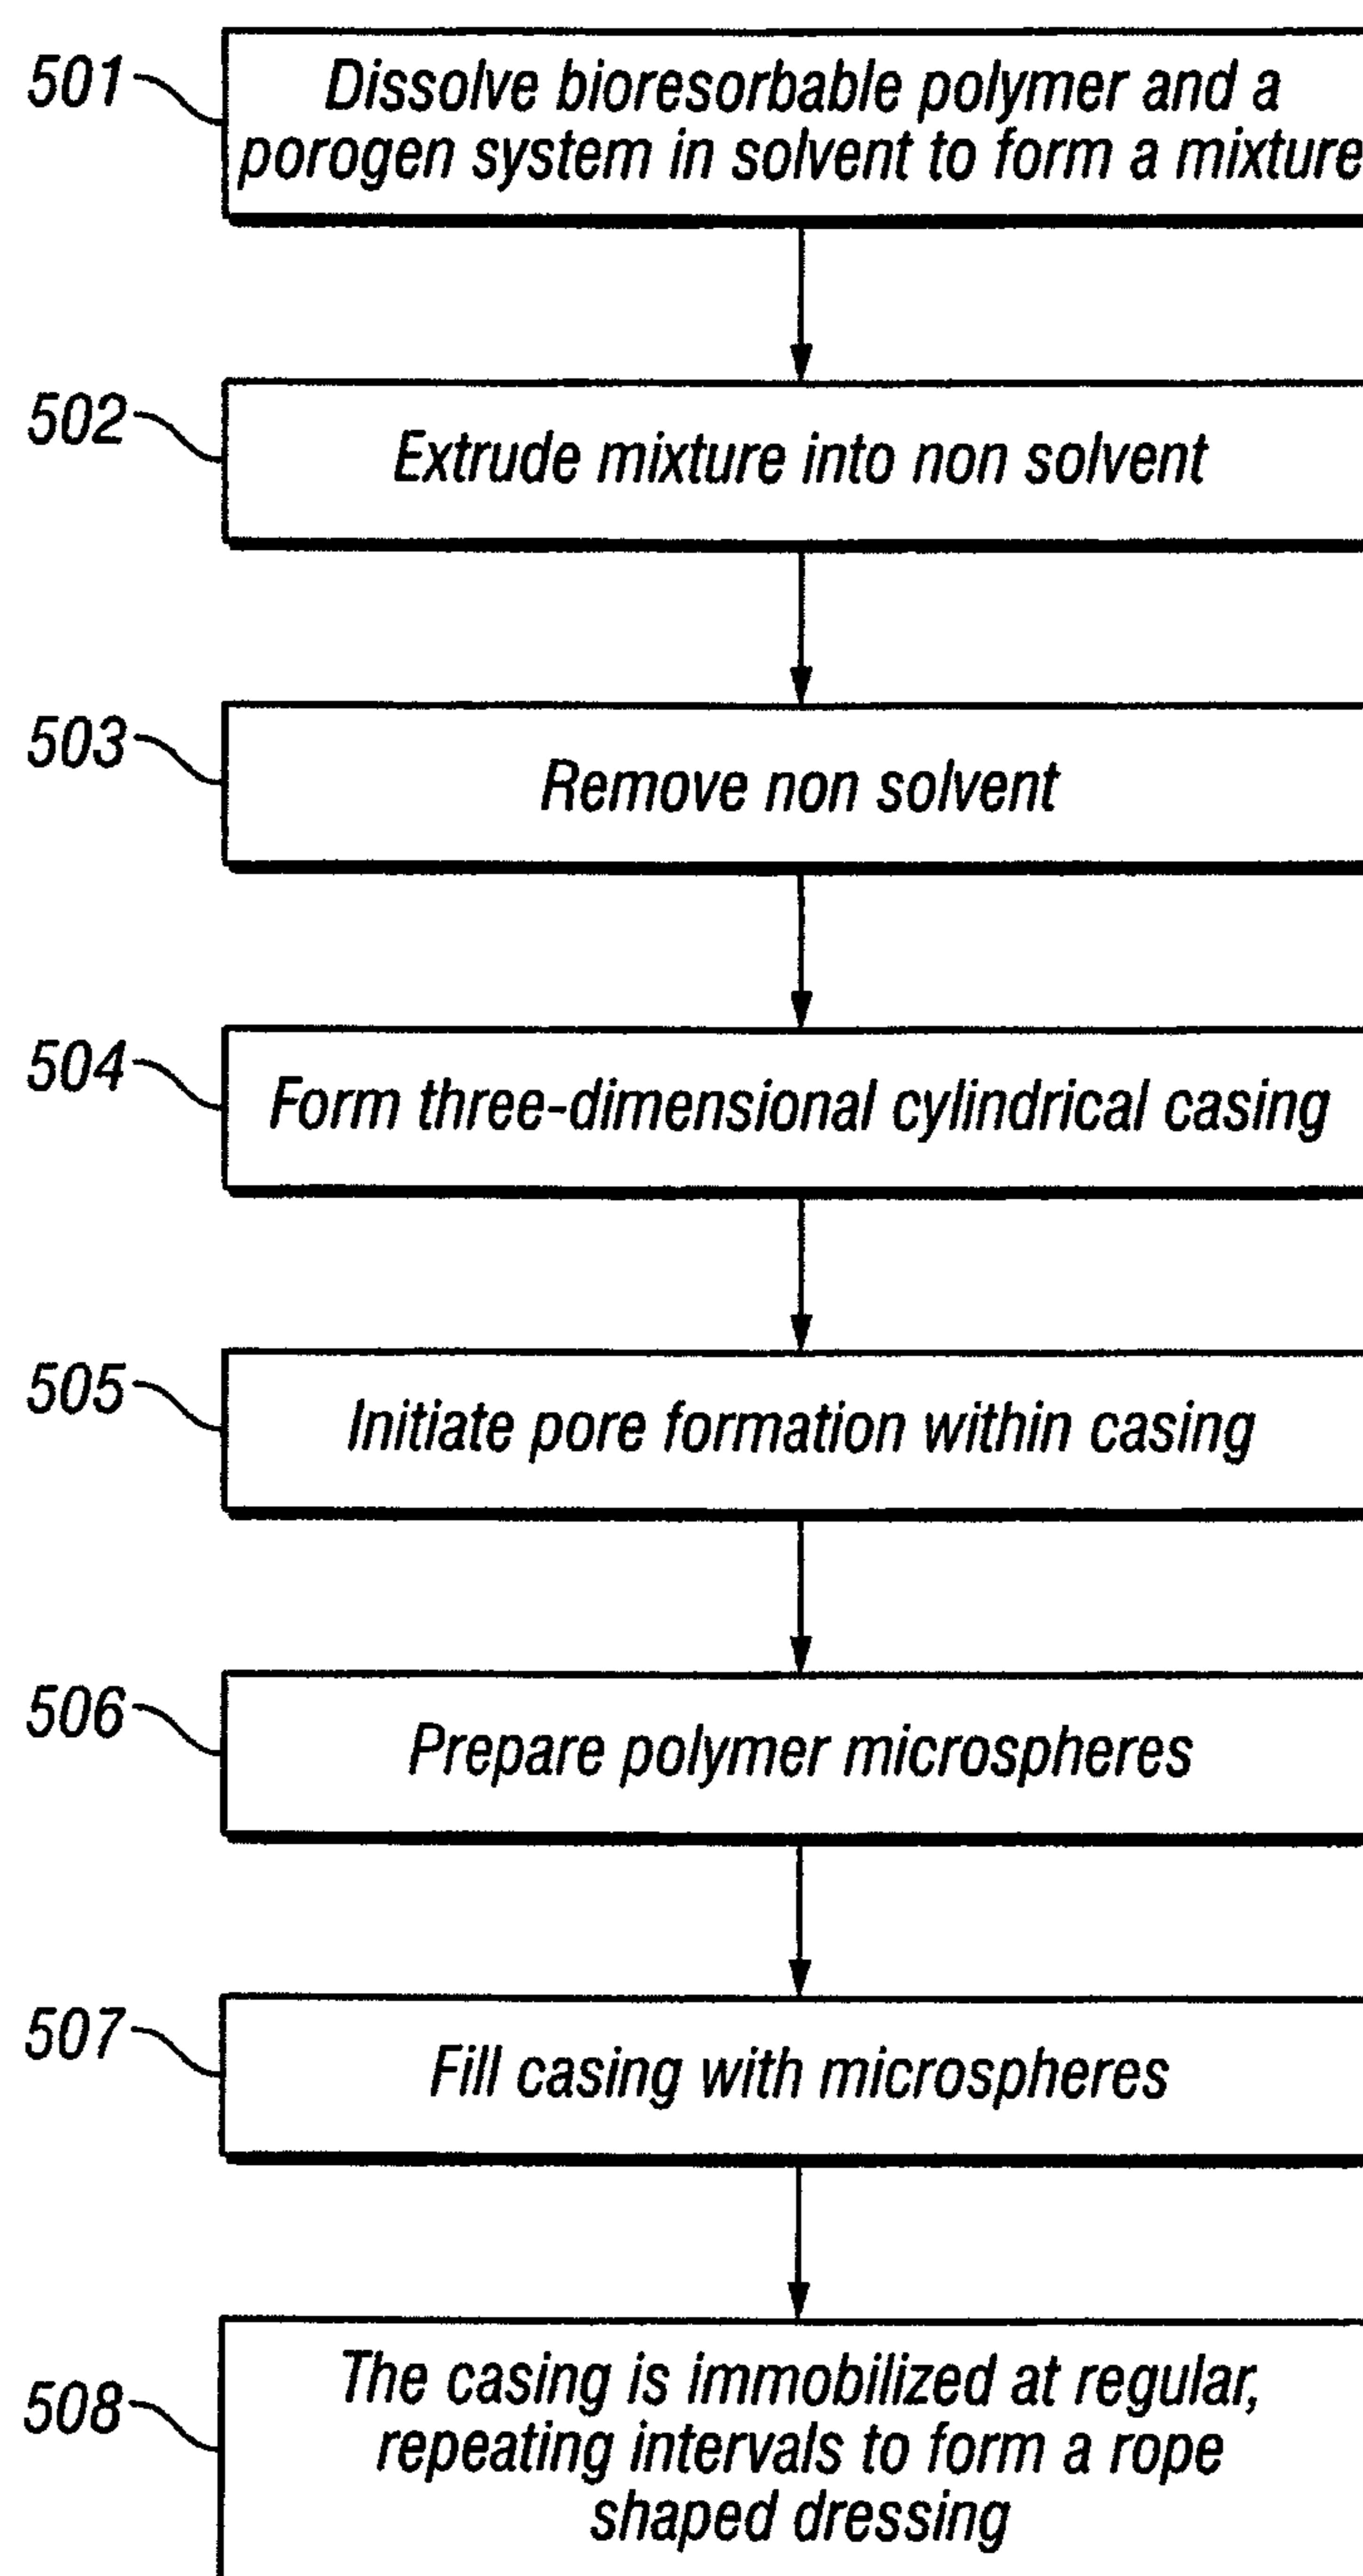 501
Dissolve bioresorbable polymer and a
porogen system in solvent to form a mixture
502
Extrude mixture into non solvent
503
Remove non solvent
504
Form three-dimensional cylindrical casing
505
Initiate pore formation within casing
506
Prepare polymer microspheres
507
Fill casing with microspheres
508
The casing is immobilized at regular,
repeating intervals to form a rope
shaped dressing